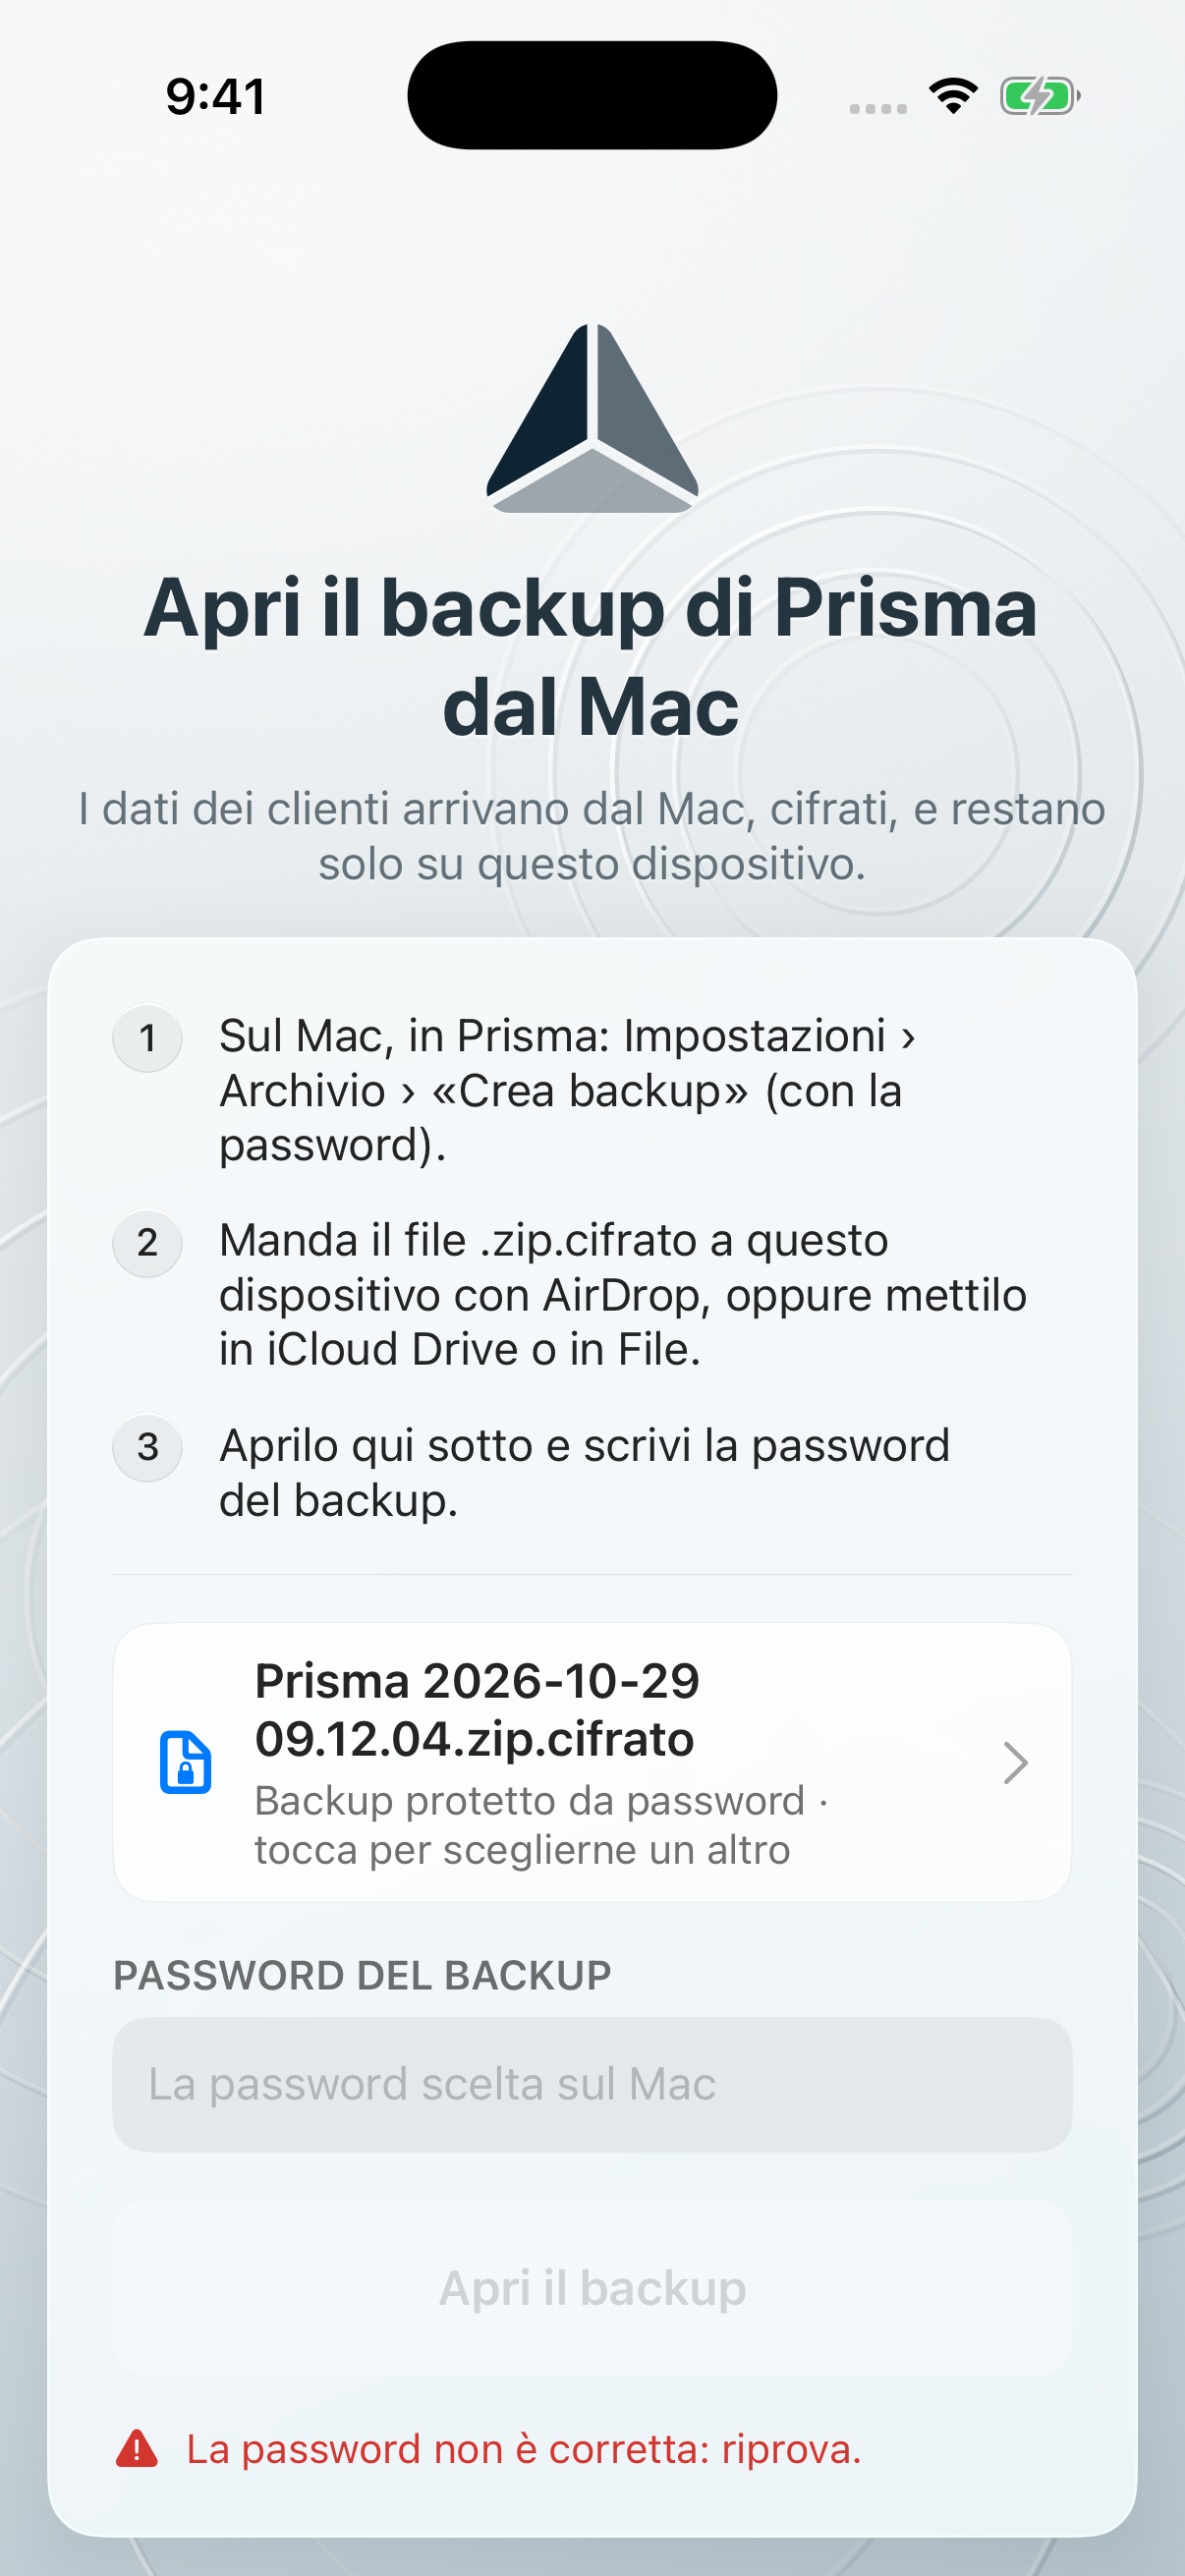 9:41
Apri il backup di Prisma
dal Mac
I dati dei clienti arrivano dal Mac, cifrati, e restano
solo su questo dispositivo.
1 Sul Mac, in Prisma: Impostazioni ›
Archivio › «Crea backup» (con la
password).
2 Manda il file .zip.cifrato a questo
dispositivo con AirDrop, oppure mettilo
in iCloud Drive o in File.
3 Aprilo qui sotto e scrivi la password
del backup.
Prisma 2026-10-29
09.12.04.zip.cifrato
Backup protetto da password ·
tocca per sceglierne un altro
PASSWORD DEL BACKUP
La password scelta sul Mac
Apri il backup
La password non è corretta: riprova.